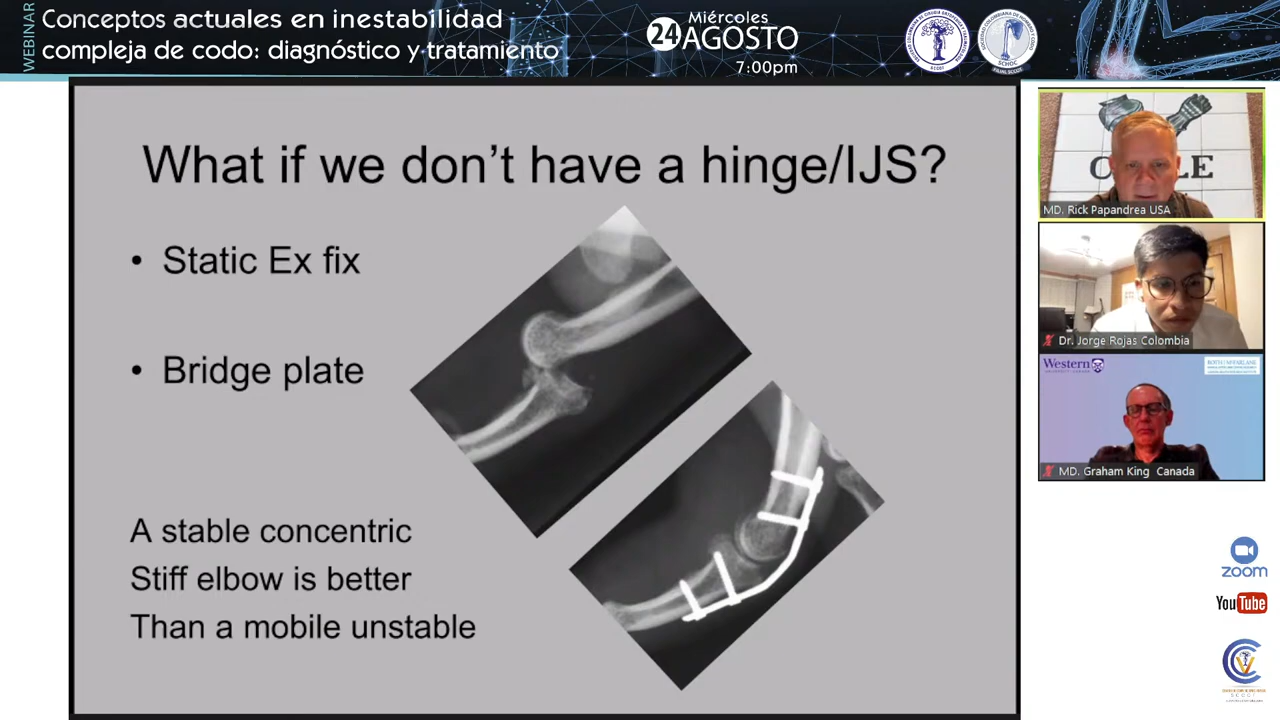 WEBINAR
Conceptos actuales en inestabilidad
compleja de codo: diagnóstico y tratamiento
Miércoles
24 AGOSTO
7:00pm
SCHOC
What if we don't have a hinge/IJS?
• Static Ex fix
• Bridge plate
A stable concentric
Stiff elbow is better
Than a mobile unstable
MD. Rick Papandrea USA
Dr. Jorge Rojas Colombia
Western
MD. Graham King Canada
zoom
YouTube